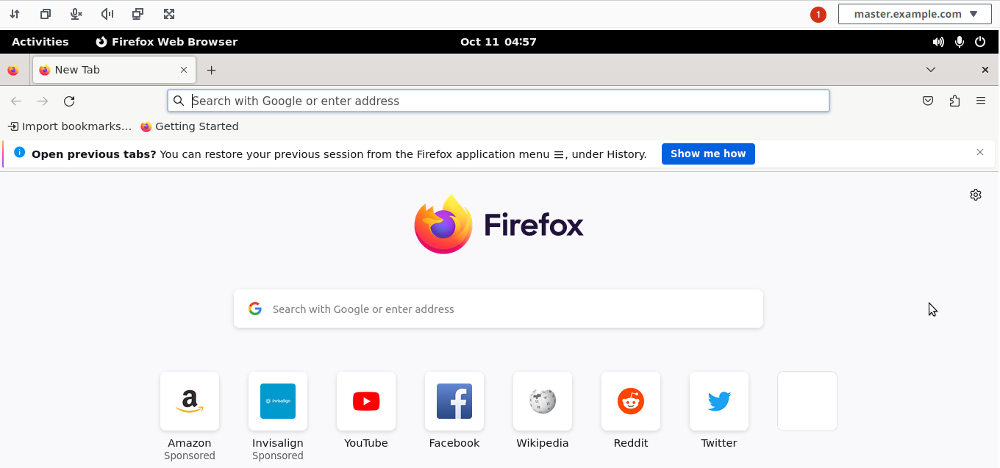 1
master.example.com
Activities
Firefox Web Browser
Oct 11 04:57
New Tab
Search with Google or enter address
Import bookmarks...
Getting Started
Open previous tabs? You can restore your previous session from the Firefox application menu ☰, under History.
Show me how
Firefox
Search with Google or enter address
a
invisalign
f
Amazon
Invisalign
YouTube
Facebook
Wikipedia
Reddit
Twitter
Sponsored
Sponsored